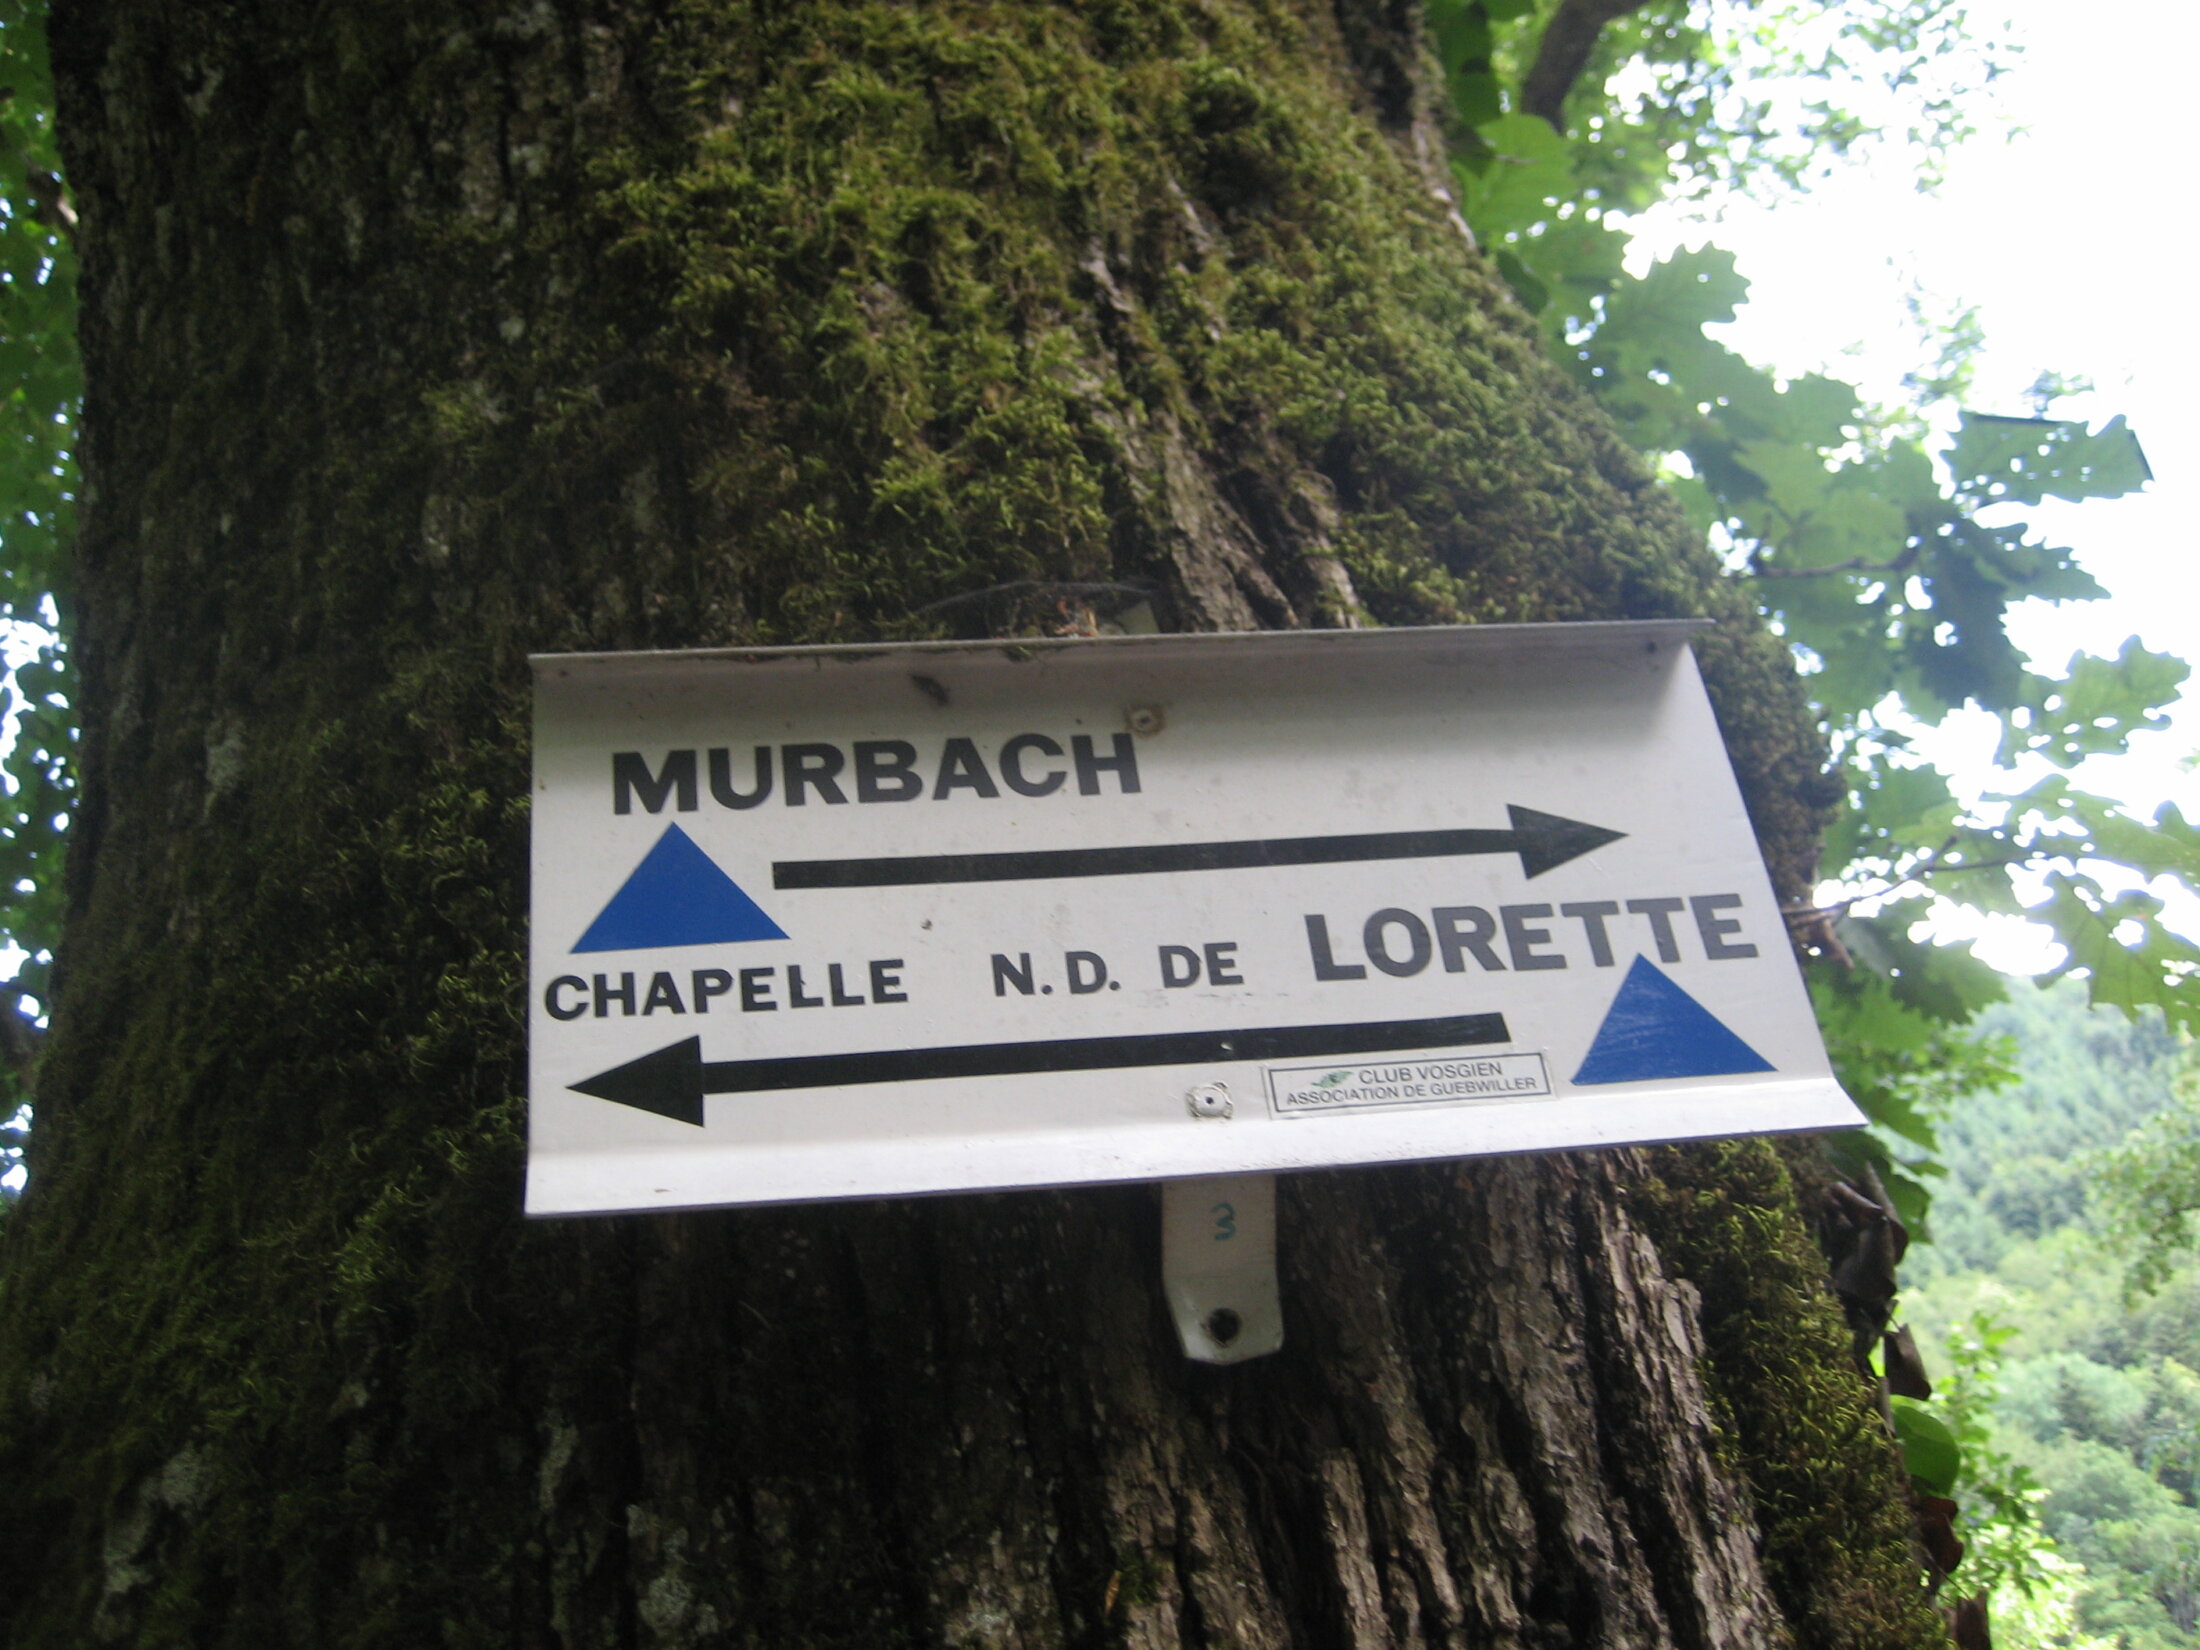 MURBACH
CHAPELLE N.D. DE LORETTE
CLUB VOSGIEN
ASSOCIATION DE GUEBWILLER
3